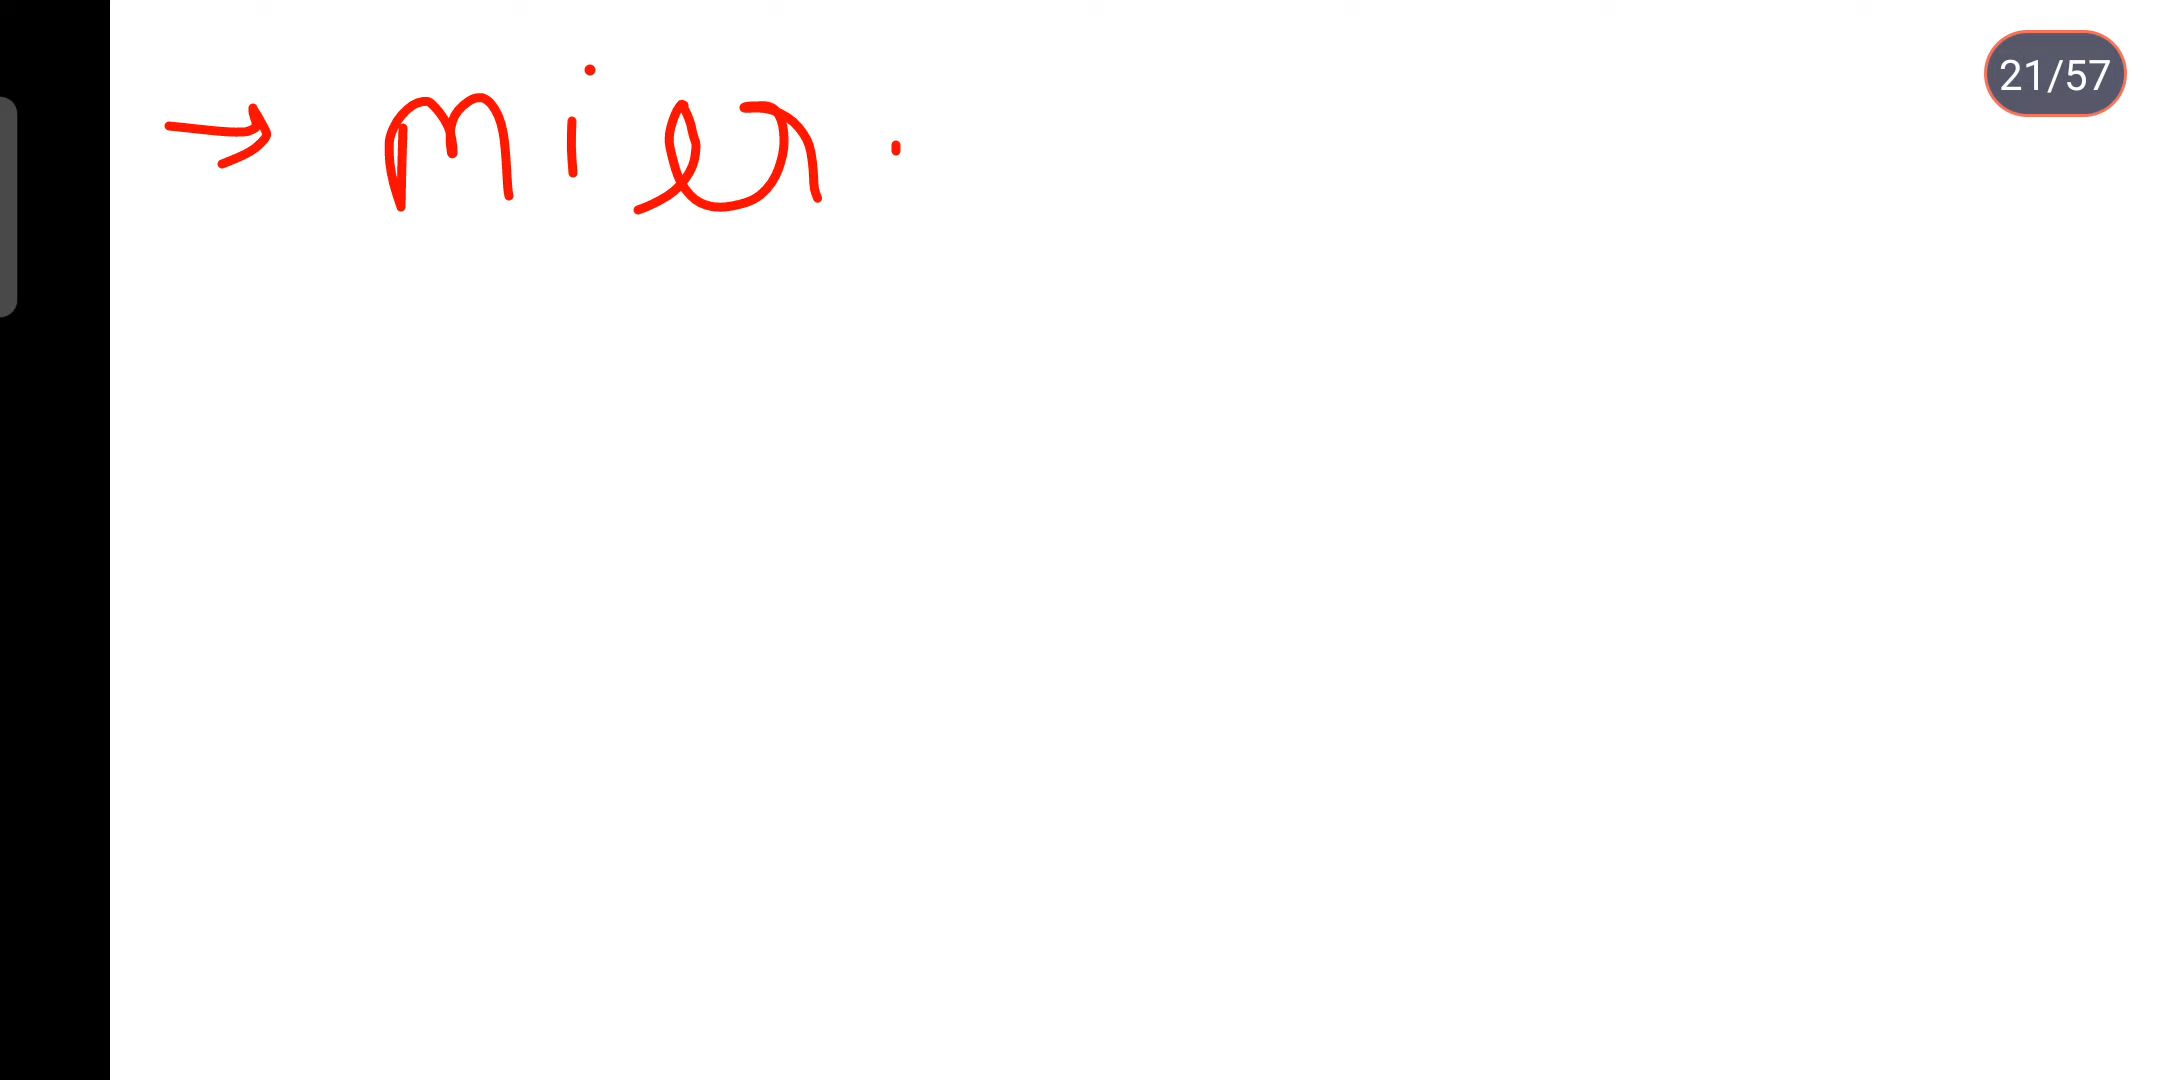 21/57
→ mien .